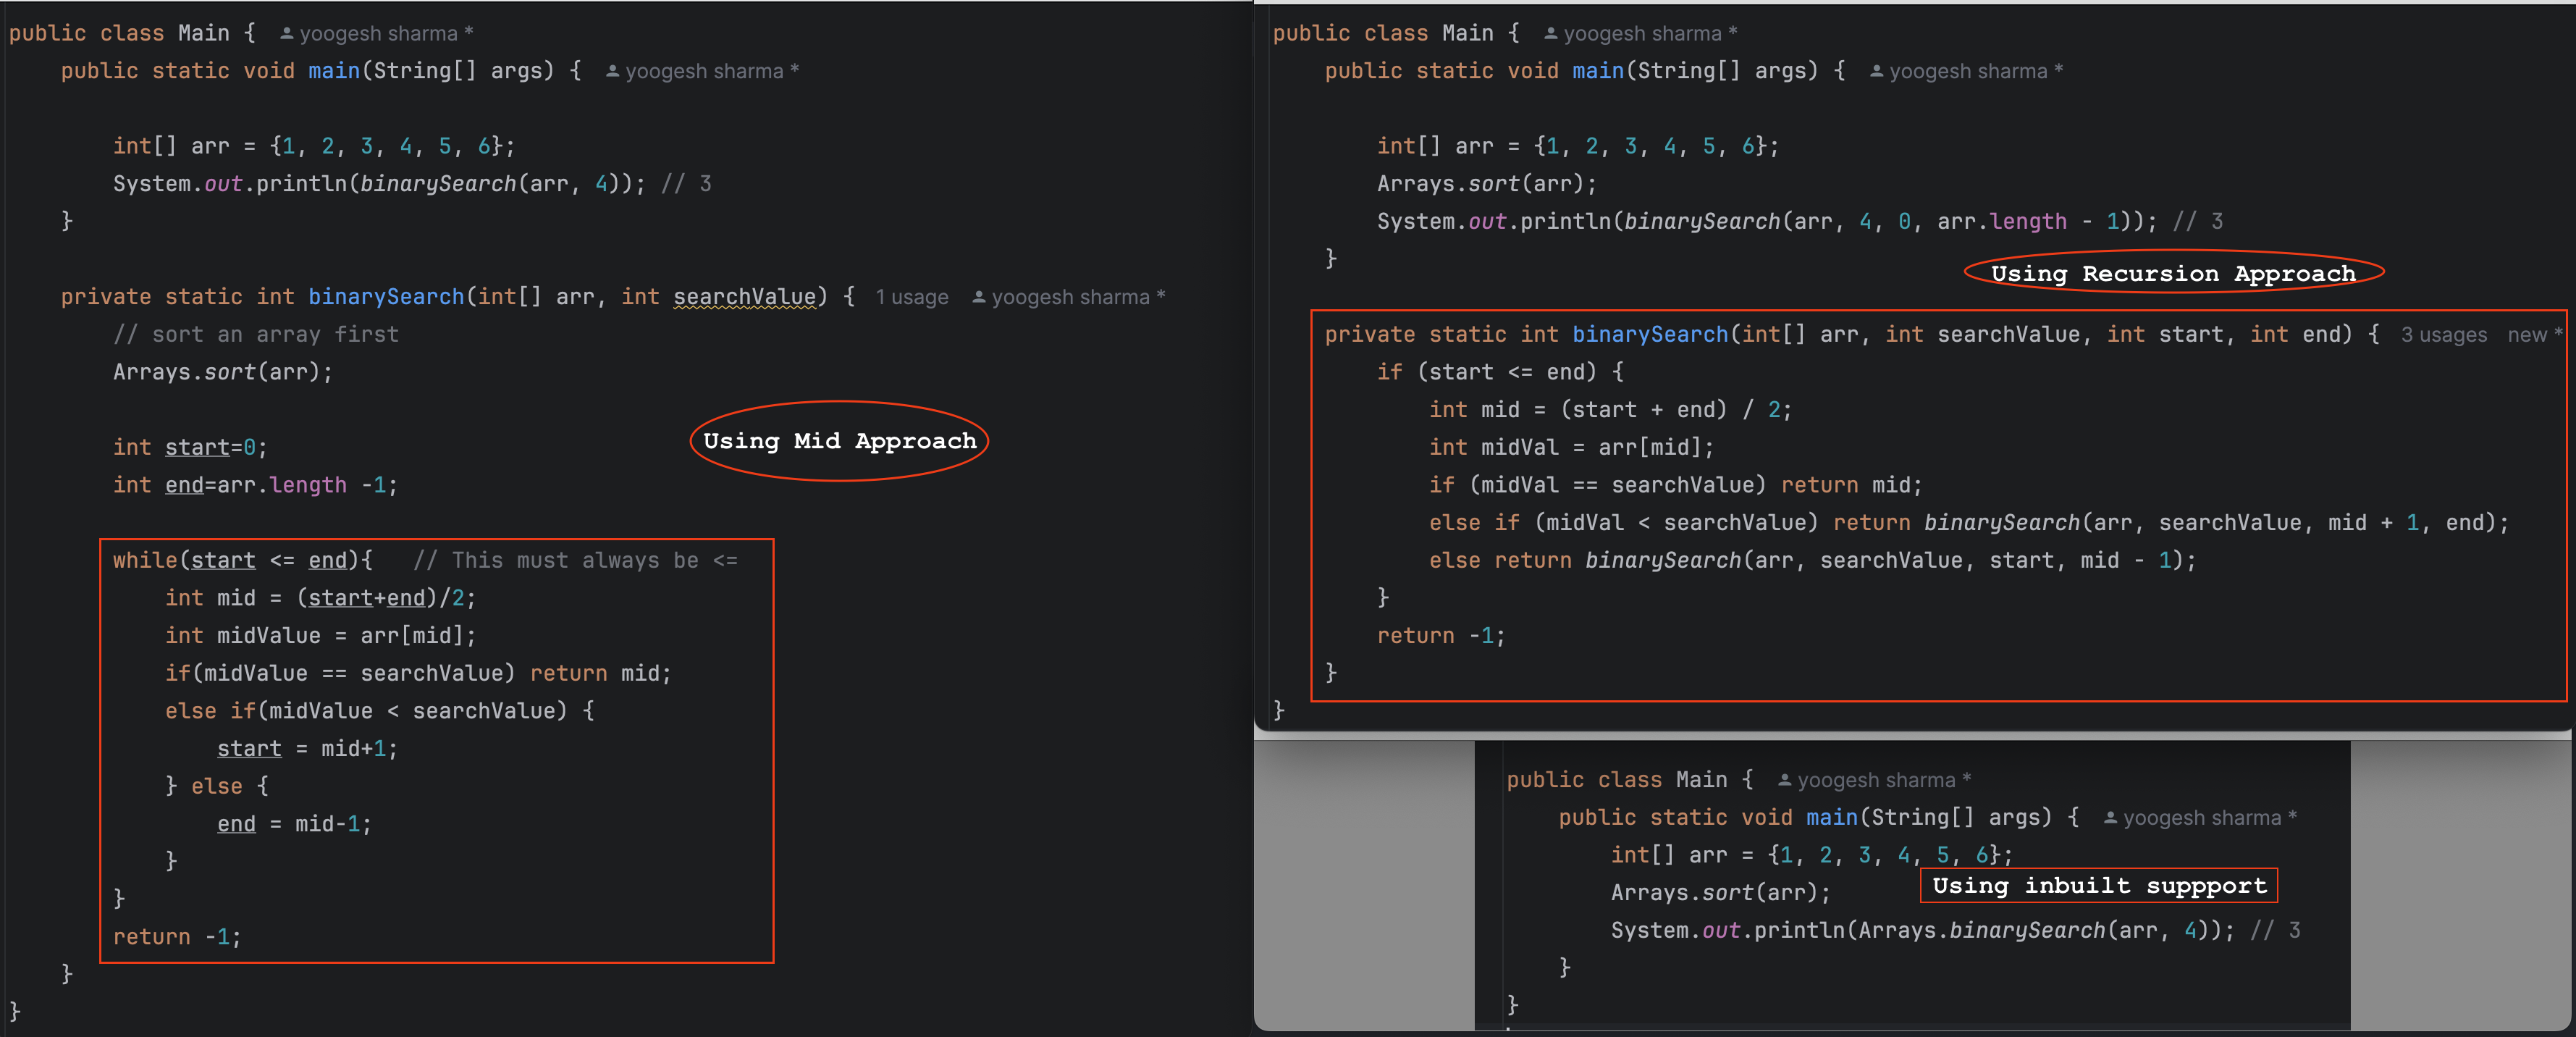 public class Main { yoogesh sharma *
public static void main(String[] args) { yoogesh sharma *
int[] arr = {1, 2, 3, 4, 5, 6};
System.out.println(binarySearch(arr, 4)); // 3
}
private static int binarySearch(int[] arr, int searchValue) { 1 usage yoogesh sharma *
// sort an array first
Arrays.sort(arr);
Using Mid Approach
int start=0;
int end=arr.length -1;
while(start <= end){ // This must always be <=
int mid = (start+end)/2;
int midValue = arr[mid];
if(midValue == searchValue) return mid;
else if(midValue < searchValue) {
start = mid+1;
} else {
end = mid-1;
}
}
return -1;
}
}
public class Main { yoogesh sharma *
public static void main(String[] args) { yoogesh sharma *
int[] arr = {1, 2, 3, 4, 5, 6};
Arrays.sort(arr);
System.out.println(binarySearch(arr, 4, 0, arr.length - 1)); // 3
}
Using Recursion Approach
private static int binarySearch(int[] arr, int searchValue, int start, int end) { 3 usages new *
if (start <= end) {
int mid = (start + end) / 2;
int midVal = arr[mid];
if (midVal == searchValue) return mid;
else if (midVal < searchValue) return binarySearch(arr, searchValue, mid + 1, end);
else return binarySearch(arr, searchValue, start, mid - 1);
}
return -1;
}
}
public class Main { yoogesh sharma *
public static void main(String[] args) { yoogesh sharma *
int[] arr = {1, 2, 3, 4, 5, 6};
Using inbuilt suppport
Arrays.sort(arr);
System.out.println(Arrays.binarySearch(arr, 4)); // 3
}
}